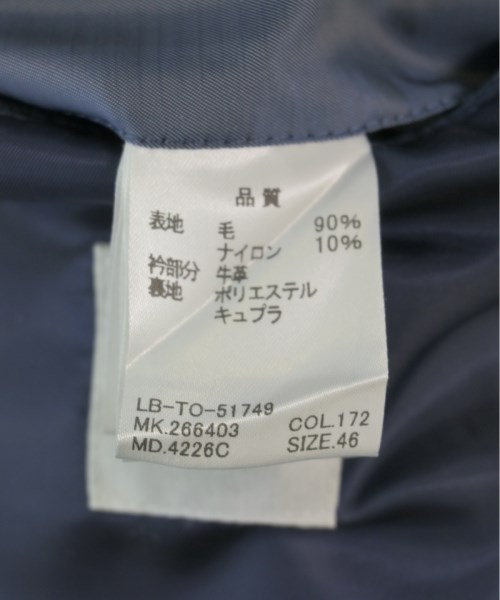 品質
表地 毛 90%
ナイロン 10%
衿部分 牛革
裏地 ポリエステル
キュプラ
LB-TO-51749
MK.266403 COL.172
MD.4226C SIZE.46